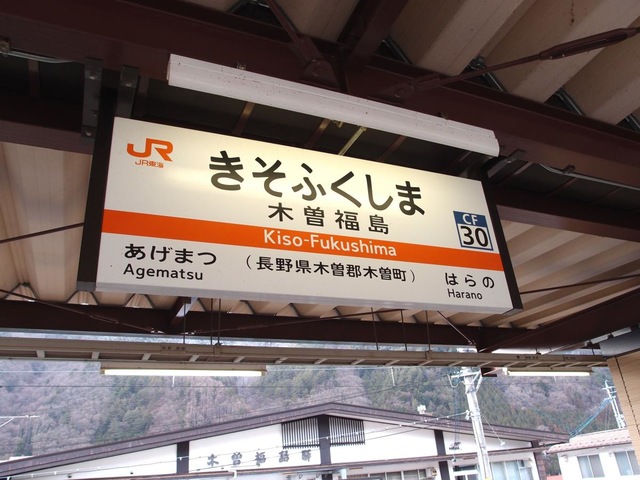 JR
JR東海
きそふくしま
木曽福島
CF
30
Kiso-Fukushima
あげまつ
Agematsu
(長野県木曽郡木曽町)
はらの
Harano
木曽福島駅